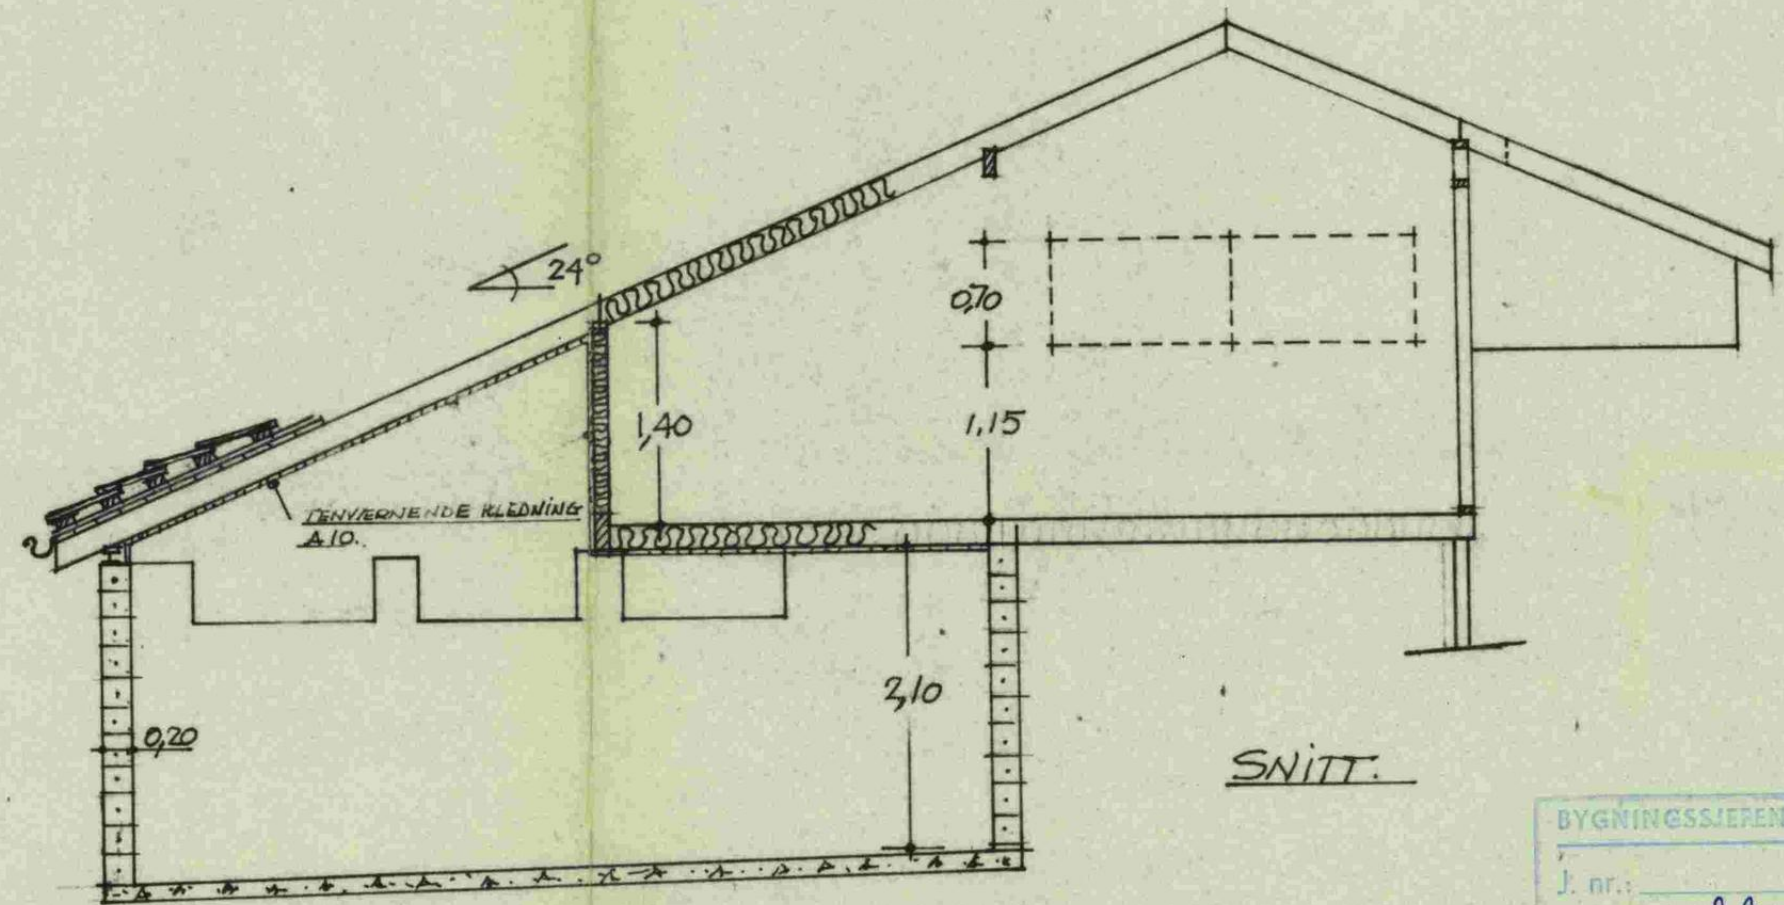 24°
0,70
1,40
1,15
TENVERNENDE KLEDNING
A 10.
2,10
0,20
SNITT.
BYGNINGSSJEFEN
J. nr.: